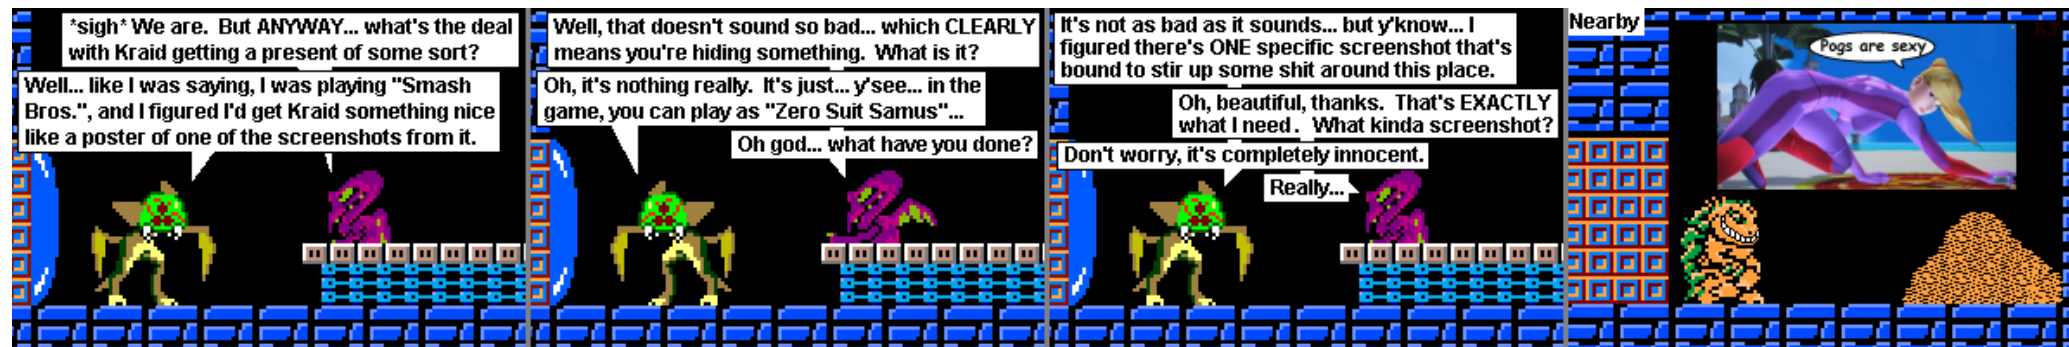 *sigh* We are.  But ANYWAY... what's the deal
with Kraid getting a present of some sort?
Well... like I was saying, I was playing "Smash
Bros.", and I figured I'd get Kraid something nice
like a poster of one of the screenshots from it.
Well, that doesn't sound so bad... which CLEARLY
means you're hiding something.  What is it?
Oh, it's nothing really.  It's just... y'see... in the
game, you can play as "Zero Suit Samus"...
Oh god... what have you done?
It's not as bad as it sounds... but y'know... I
figured there's ONE specific screenshot that's
bound to stir up some shit around this place.
Oh, beautiful, thanks.  That's EXACTLY
what I need.  What kinda screenshot?
Don't worry, it's completely innocent.
Really...
Nearby
Pogs are sexy